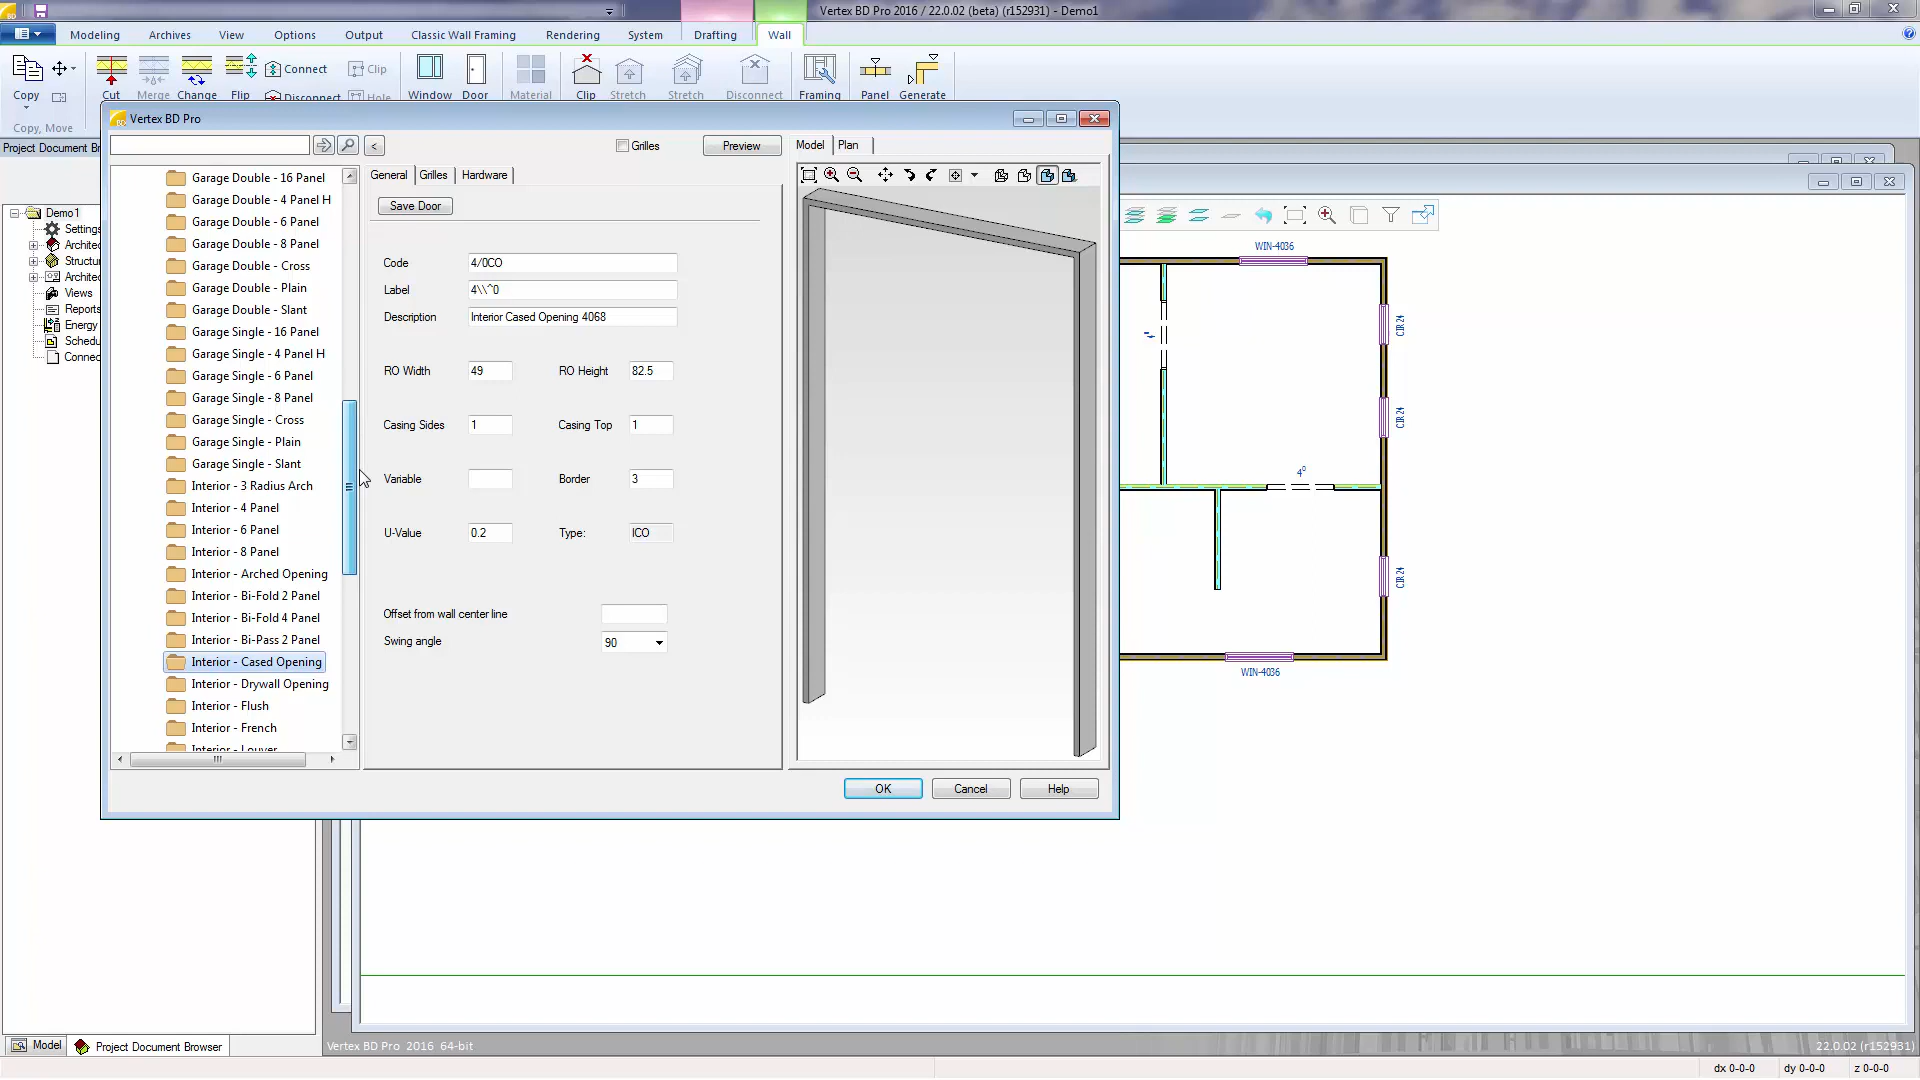 Vertex BD Pro 2016 / 22.0.02 (beta) (r152931) - Demo1
Modeling
Archives
View
Options
Output
Classic Wall Framing
Rendering
System
Drafting
Wall
Copy
Cut
Merge
Change
Flip
Connect
Disconnect
Clip
Hole
Window
Door
Material
Clip
Stretch
Stretch
Disconnect
Framing
Panel
Generate
Copy, Move
Project Document Br
Demo1
Settings
Architec
Structu
Architec
Views
Reports
Energy
Schedu
Connec
Vertex BD Pro
<
Grilles
Preview
Garage Double - 16 Panel
Garage Double - 4 Panel H
Garage Double - 6 Panel
Garage Double - 8 Panel
Garage Double - Cross
Garage Double - Plain
Garage Double - Slant
Garage Single - 16 Panel
Garage Single - 4 Panel H
Garage Single - 6 Panel
Garage Single - 8 Panel
Garage Single - Cross
Garage Single - Plain
Garage Single - Slant
Interior - 3 Radius Arch
Interior - 4 Panel
Interior - 6 Panel
Interior - 8 Panel
Interior - Arched Opening
Interior - Bi-Fold 2 Panel
Interior - Bi-Fold 4 Panel
Interior - Bi-Pass 2 Panel
Interior - Cased Opening
Interior - Drywall Opening
Interior - Flush
Interior - French
Interior - Louver
General
Grilles
Hardware
Save Door
Code 4/0CO
Label 4\\^0
Description Interior Cased Opening 4068
RO Width 49 RO Height 82.5
Casing Sides 1 Casing Top 1
Variable Border 3
U-Value 0.2 Type: ICO
Offset from wall center line
Swing angle 90
Model
Plan
OK
Cancel
Help
WIN-4036
CIR 24
CIR 24
4⁰
CIR 24
WIN-4036
Model
Project Document Browser
Vertex BD Pro 2016 64-bit
22.0.02 (r152931)
dx 0-0-0 dy 0-0-0 z 0-0-0